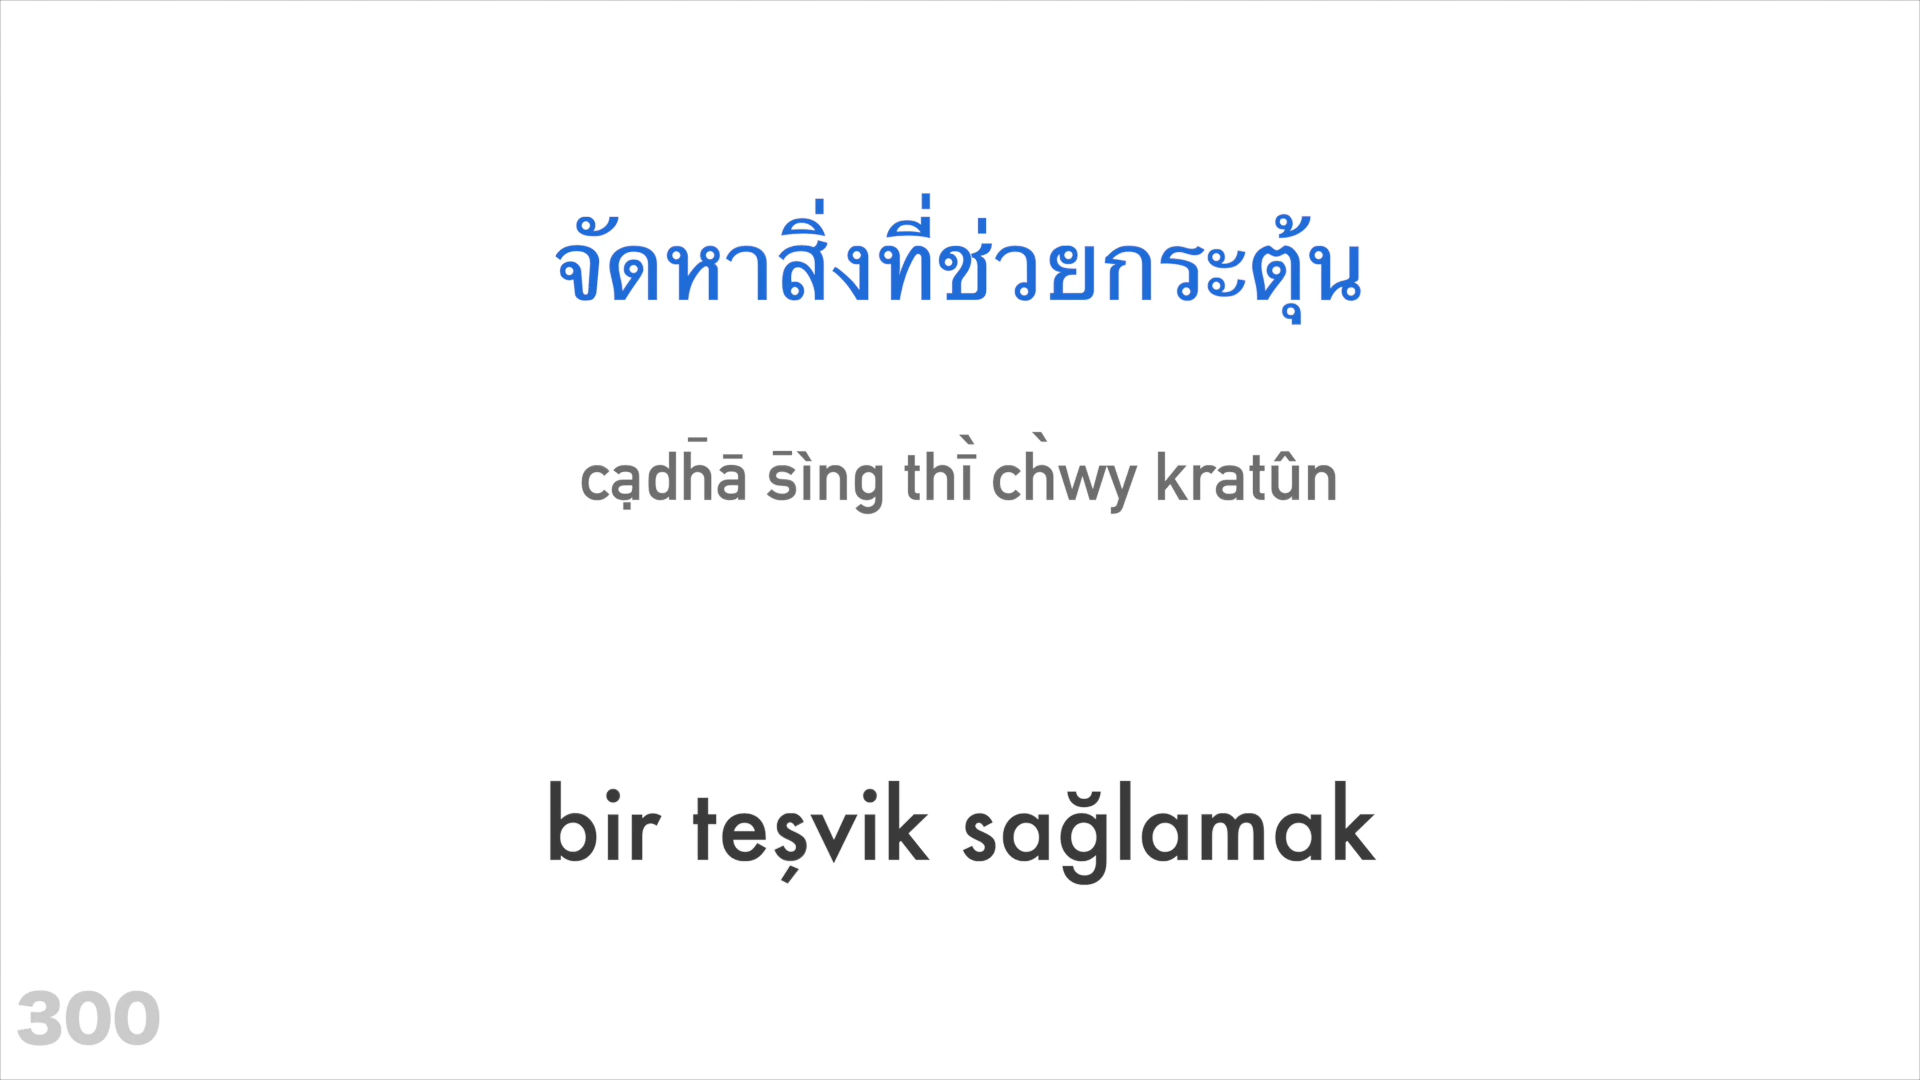 จัดหาสิ่งที่ช่วยกระตุ้น
cạdh̄ā s̄ìng thī̀ ch̀wy kratûn
bir teşvik sağlamak
300